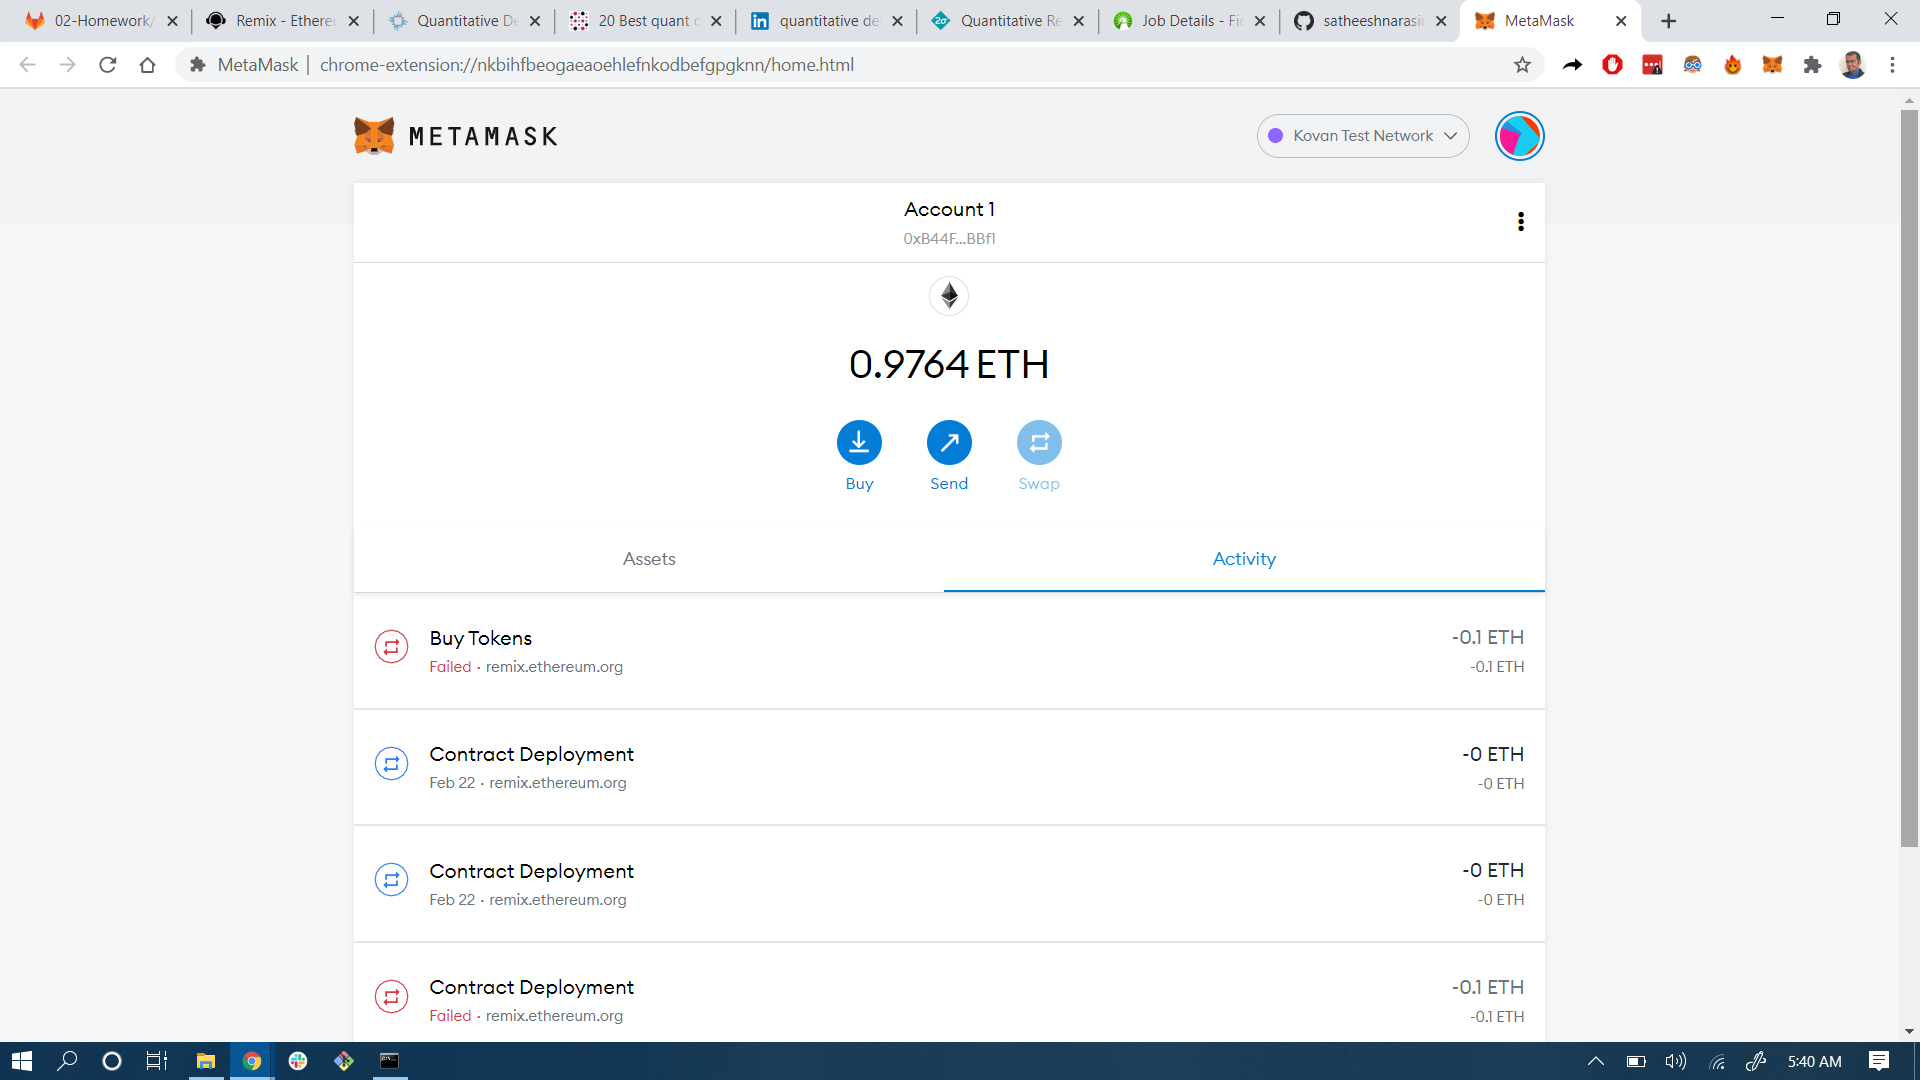 02-Homework/
Remix - Ethereu
Quantitative De
20 Best quant d
quantitative de
Quantitative Re
Job Details - Fid
satheeshnarasi
MetaMask
MetaMask | chrome-extension://nkbihfbeogaeaoehlefnkodbefgpgknn/home.html
METAMASK
Kovan Test Network
Account 1
0xB44F...BBf1
0.9764 ETH
Buy
Send
Swap
Assets
Activity
Buy Tokens
-0.1 ETH
Failed · remix.ethereum.org
-0.1 ETH
Contract Deployment
-0 ETH
Feb 22 · remix.ethereum.org
-0 ETH
Contract Deployment
-0 ETH
Feb 22 · remix.ethereum.org
-0 ETH
Contract Deployment
-0.1 ETH
Failed · remix.ethereum.org
-0.1 ETH
5:40 AM